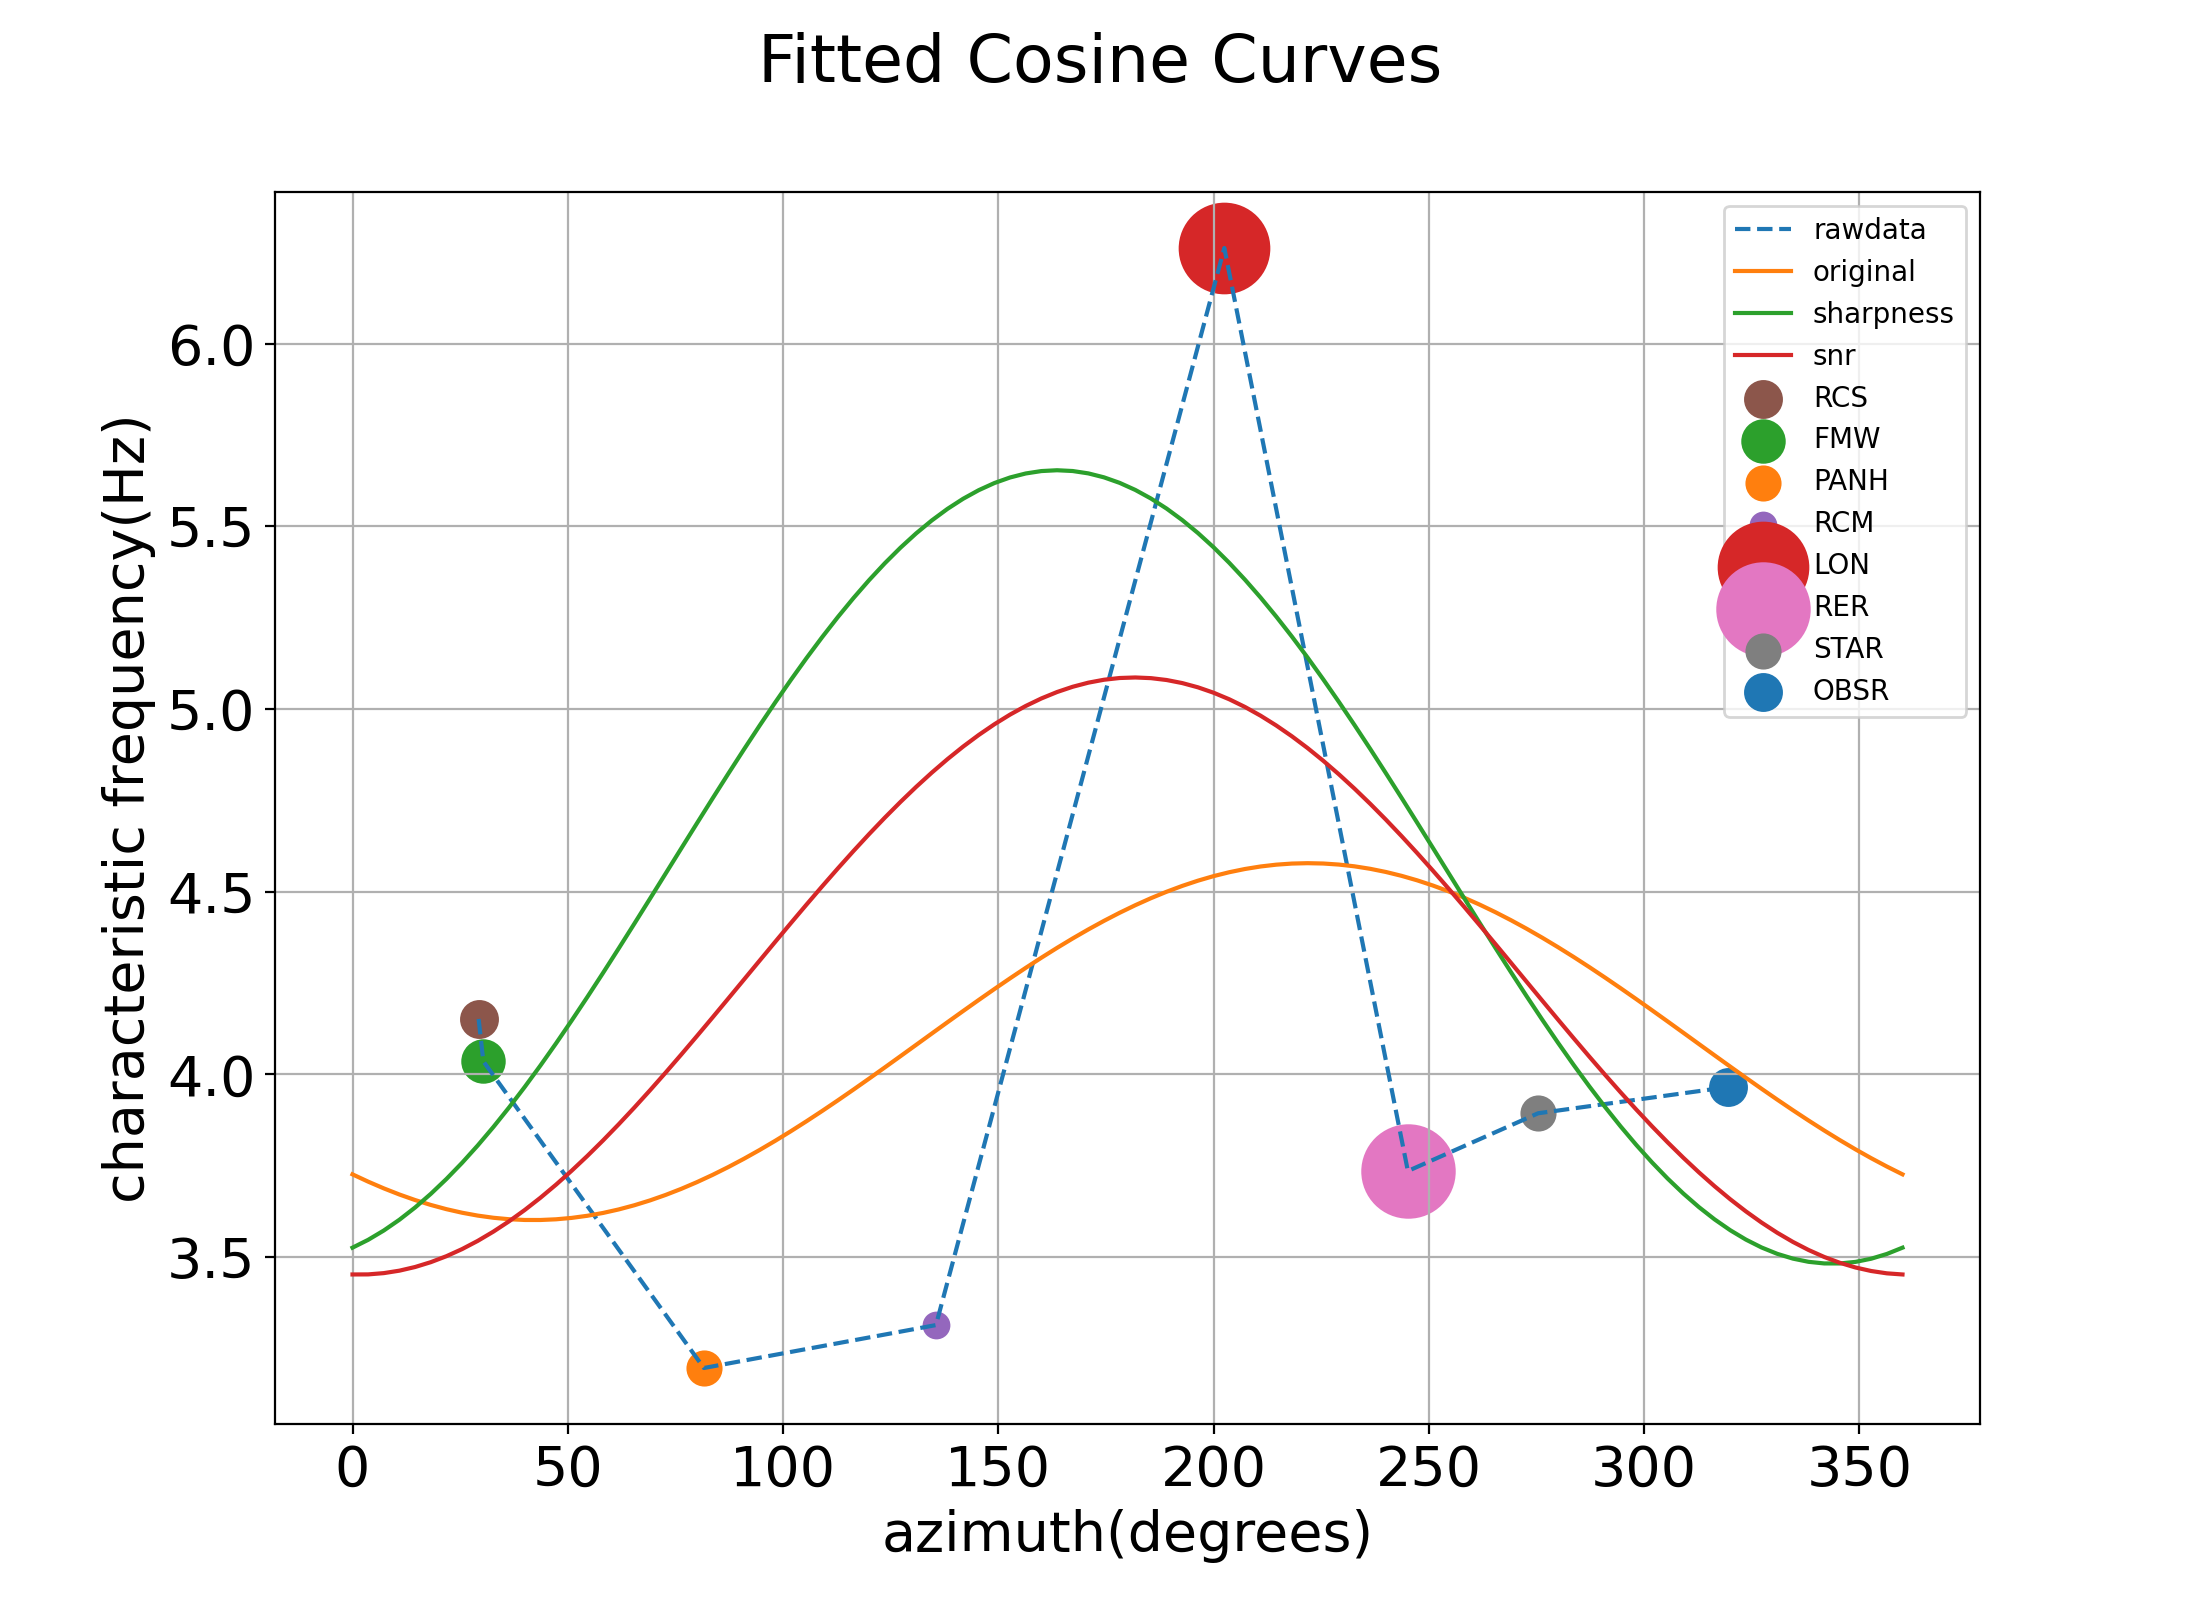 Fitted Cosine Curves
characteristic frequency(Hz)
6.0
5.5
5.0
4.5
4.0
3.5
rawdata
original
sharpness
snr
RCS
FMW
PANH
RCM
LON
RER
STAR
OBSR
0 50 100 150 200 250 300 350
azimuth(degrees)